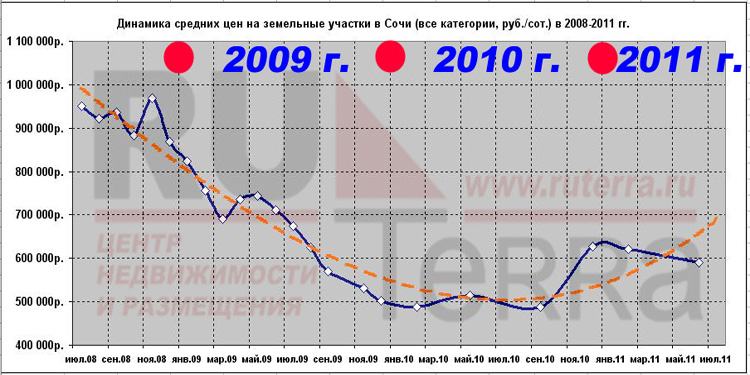 Динамика средних цен на земельные участки в Сочи (все категории, руб./сот.) в 2008-2011 гг.
1 100 000р.
1 000 000р.
900 000р.
800 000р.
700 000р.
600 000р.
500 000р.
400 000р.
2009 г.
2010 г.
2011 г.
RU
www.ruterra.ru
TeRRa
ЦЕНТР
НЕДВИЖИМОСТИ
И РАЗМЕЩЕНИЯ
июл.08 сен.08 ноя.08 янв.09 мар.09 май.09 июл.09 сен.09 ноя.09 янв.10 мар.10 май.10 июл.10 сен.10 ноя.10 янв.11 мар.11 май.11 июл.11